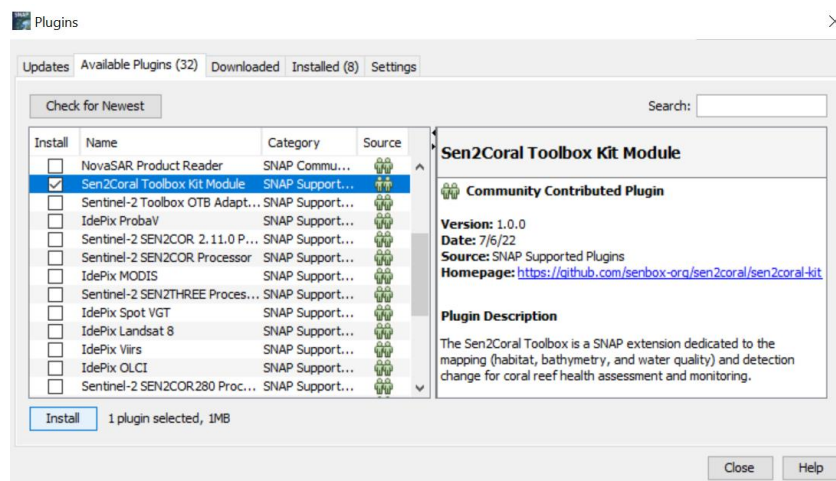 Plugins
Updates Available Plugins (32) Downloaded Installed (8) Settings
Check for Newest
Search:
Install Name Category Source
NovaSAR Product Reader SNAP Commu...
Sen2Coral Toolbox Kit Module SNAP Support...
Sentinel-2 Toolbox OTB Adapt... SNAP Support...
IdePix ProbaV SNAP Support...
Sentinel-2 SEN2COR 2.11.0 P... SNAP Support...
Sentinel-2 SEN2COR Processor SNAP Support...
IdePix MODIS SNAP Support...
Sentinel-2 SEN2THREE Proces... SNAP Support...
IdePix Spot VGT SNAP Support...
IdePix Landsat 8 SNAP Support...
IdePix Viirs SNAP Support...
IdePix OLCI SNAP Support...
Sentinel-2 SEN2COR280 Proc... SNAP Support...
Sen2Coral Toolbox Kit Module
Community Contributed Plugin
Version: 1.0.0
Date: 7/6/22
Source: SNAP Supported Plugins
Homepage: https://github.com/senbox-org/sen2coral/sen2coral-kit
Plugin Description
The Sen2Coral Toolbox is a SNAP extension dedicated to the
mapping (habitat, bathymetry, and water quality) and detection
change for coral reef health assessment and monitoring.
Install 1 plugin selected, 1MB
Close Help